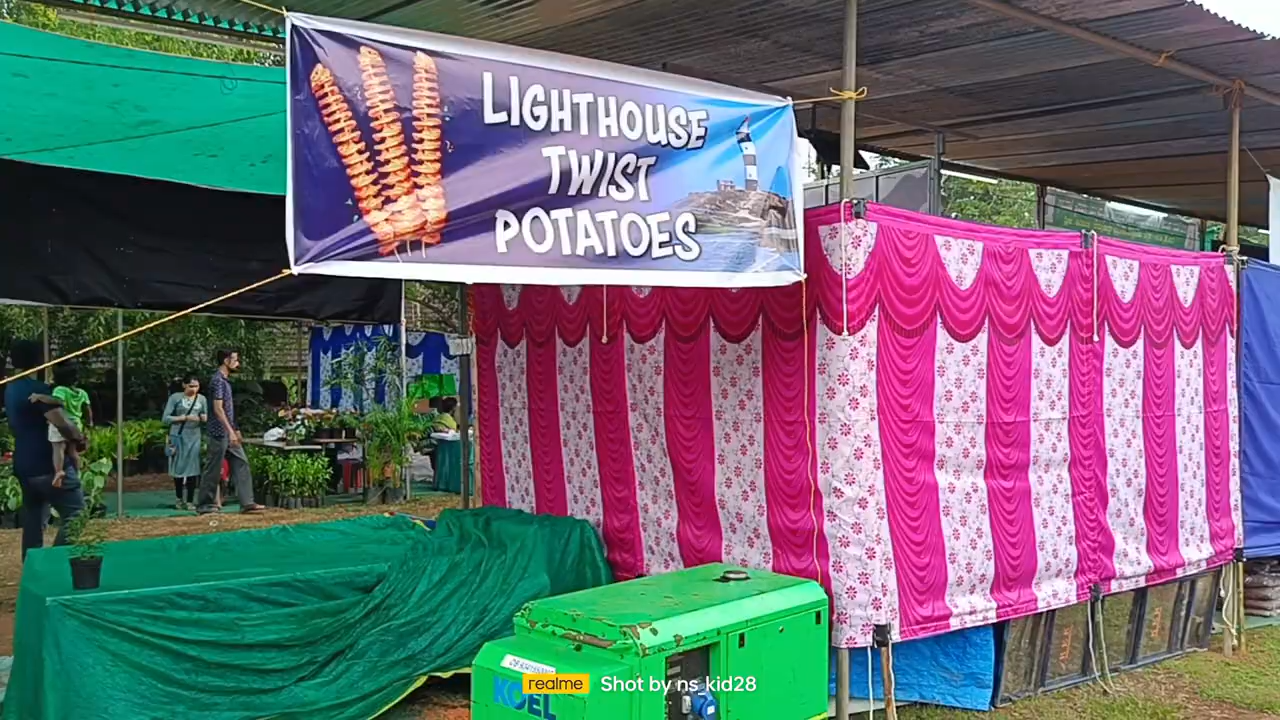 LIGHTHOUSE
TWIST
POTATOES
KOEL
realme Shot by ns_kid28